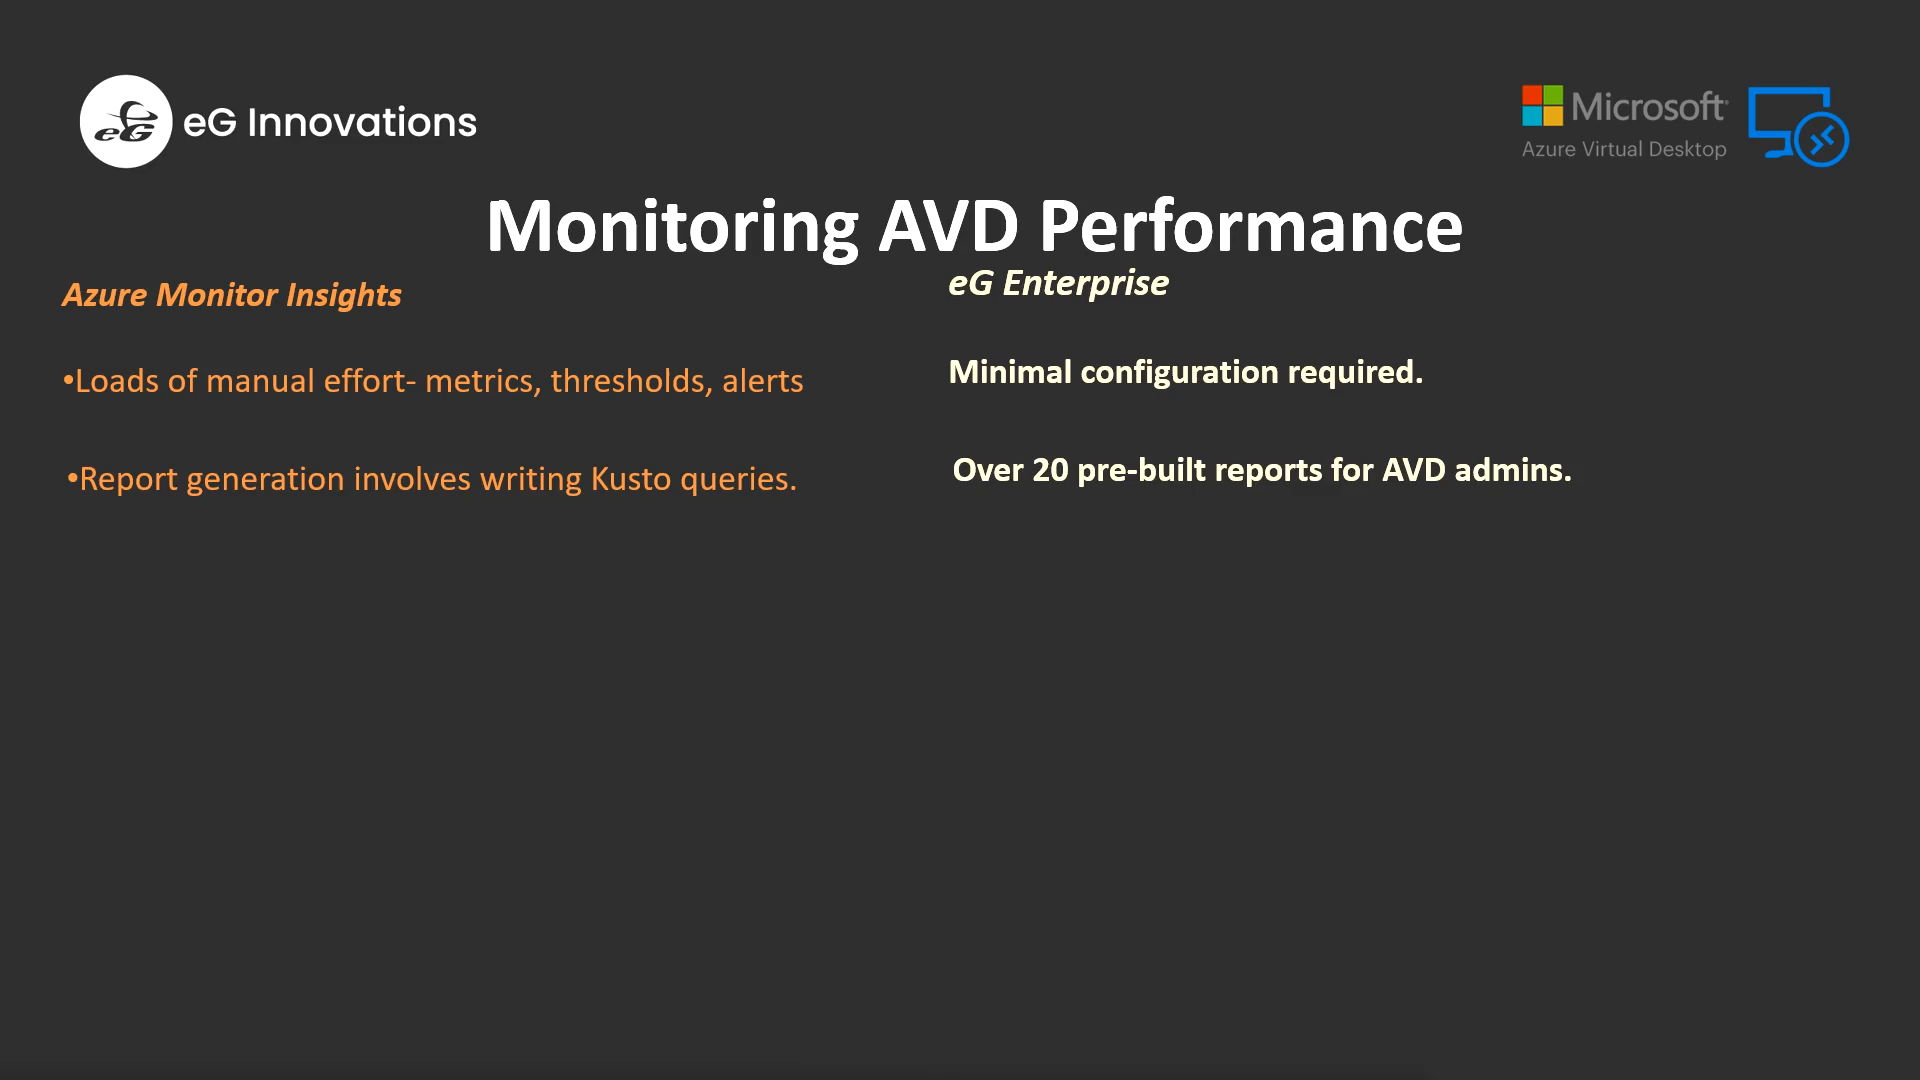 eG
eG Innovations
Microsoft
Azure Virtual Desktop
Monitoring AVD Performance
Azure Monitor Insights
eG Enterprise
•Loads of manual effort- metrics, thresholds, alerts
Minimal configuration required.
•Report generation involves writing Kusto queries.
Over 20 pre-built reports for AVD admins.